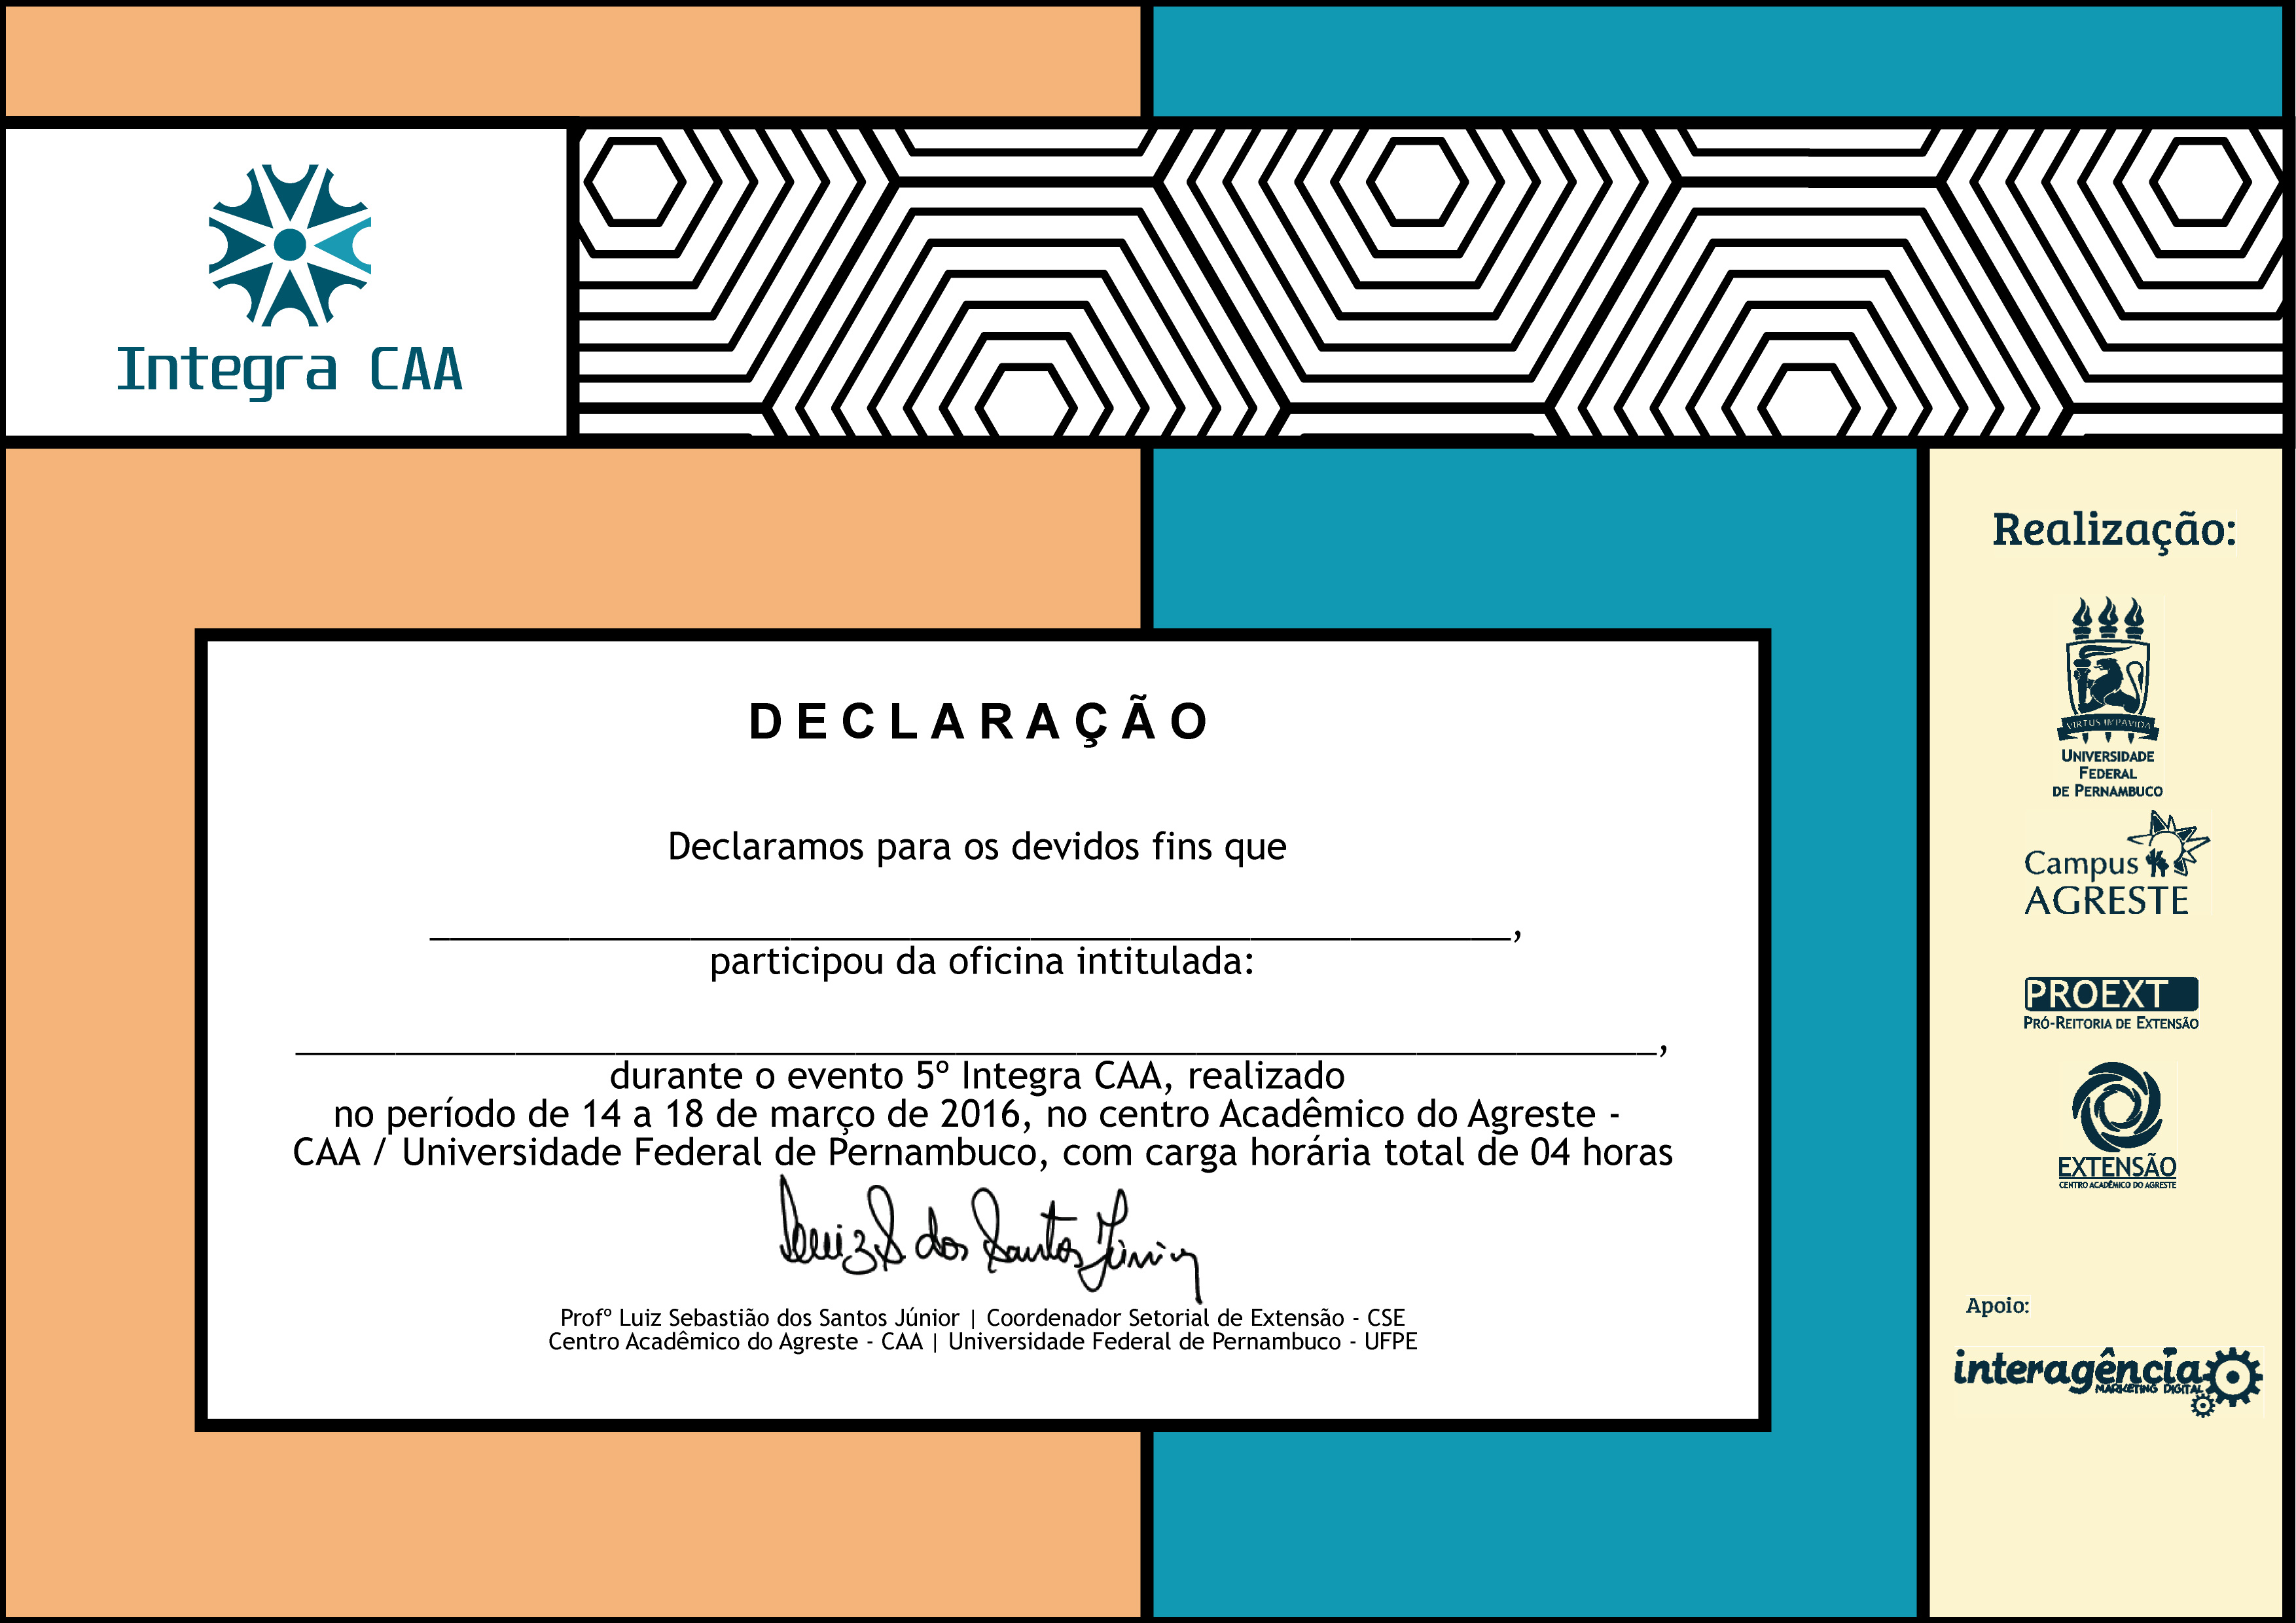 Integra CAA
DECLARAÇÃO
Declaramos para os devidos fins que
______________________________________________________,
participou da oficina intitulada:
____________________________________________________________________,
durante o evento 5º Integra CAA, realizado
no período de 14 a 18 de março de 2016, no centro Acadêmico do Agreste -
CAA / Universidade Federal de Pernambuco, com carga horária total de 04 horas
Luiz S dos Santos Júnior
Profº Luiz Sebastião dos Santos Júnior | Coordenador Setorial de Extensão - CSE
Centro Acadêmico do Agreste - CAA | Universidade Federal de Pernambuco - UFPE
Realização:
VIRTUS IMPAVIDA
UNIVERSIDADE
FEDERAL
DE PERNAMBUCO
Campus
AGRESTE
PROEXT
PRÓ-REITORIA DE EXTENSÃO
EXTENSÃO
CENTRO ACADÊMICO DO AGRESTE
Apoio:
interagência
MARKETING DIGITAL